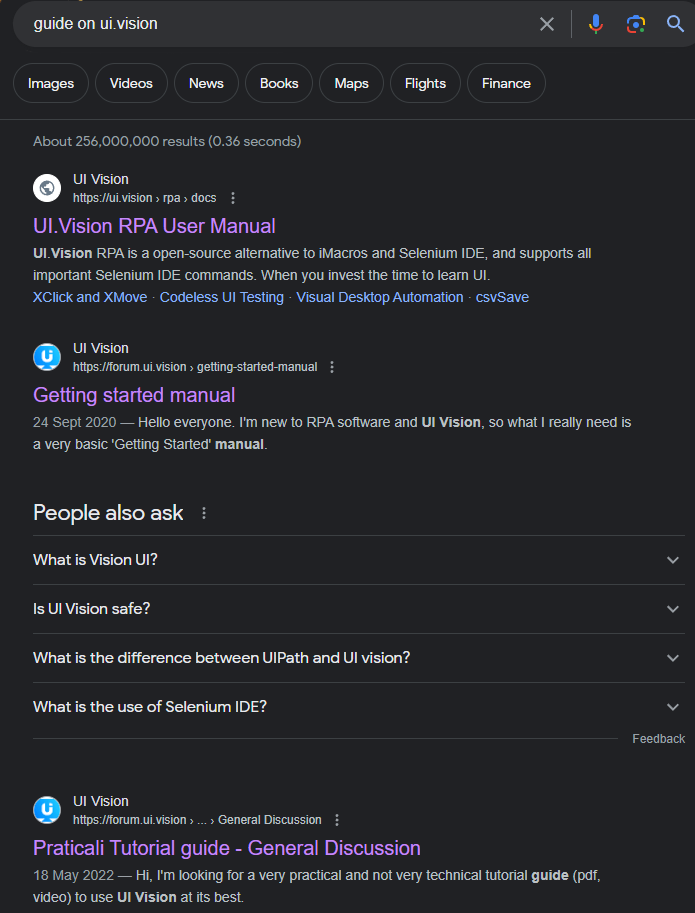 guide on ui.vision
Images Videos News Books Maps Flights Finance
About 256,000,000 results (0.36 seconds)
UI Vision
https://ui.vision › rpa › docs
UI.Vision RPA User Manual
UI.Vision RPA is a open-source alternative to iMacros and Selenium IDE, and supports all
important Selenium IDE commands. When you invest the time to learn UI.
XClick and XMove · Codeless UI Testing · Visual Desktop Automation · csvSave
UI Vision
https://forum.ui.vision › getting-started-manual
Getting started manual
24 Sept 2020 — Hello everyone. I'm new to RPA software and UI Vision, so what I really need is
a very basic 'Getting Started' manual.
People also ask
What is Vision UI?
Is UI Vision safe?
What is the difference between UIPath and UI vision?
What is the use of Selenium IDE?
Feedback
UI Vision
https://forum.ui.vision › ... › General Discussion
Praticali Tutorial guide - General Discussion
18 May 2022 — Hi, I'm looking for a very practical and not very technical tutorial guide (pdf,
video) to use UI Vision at its best.